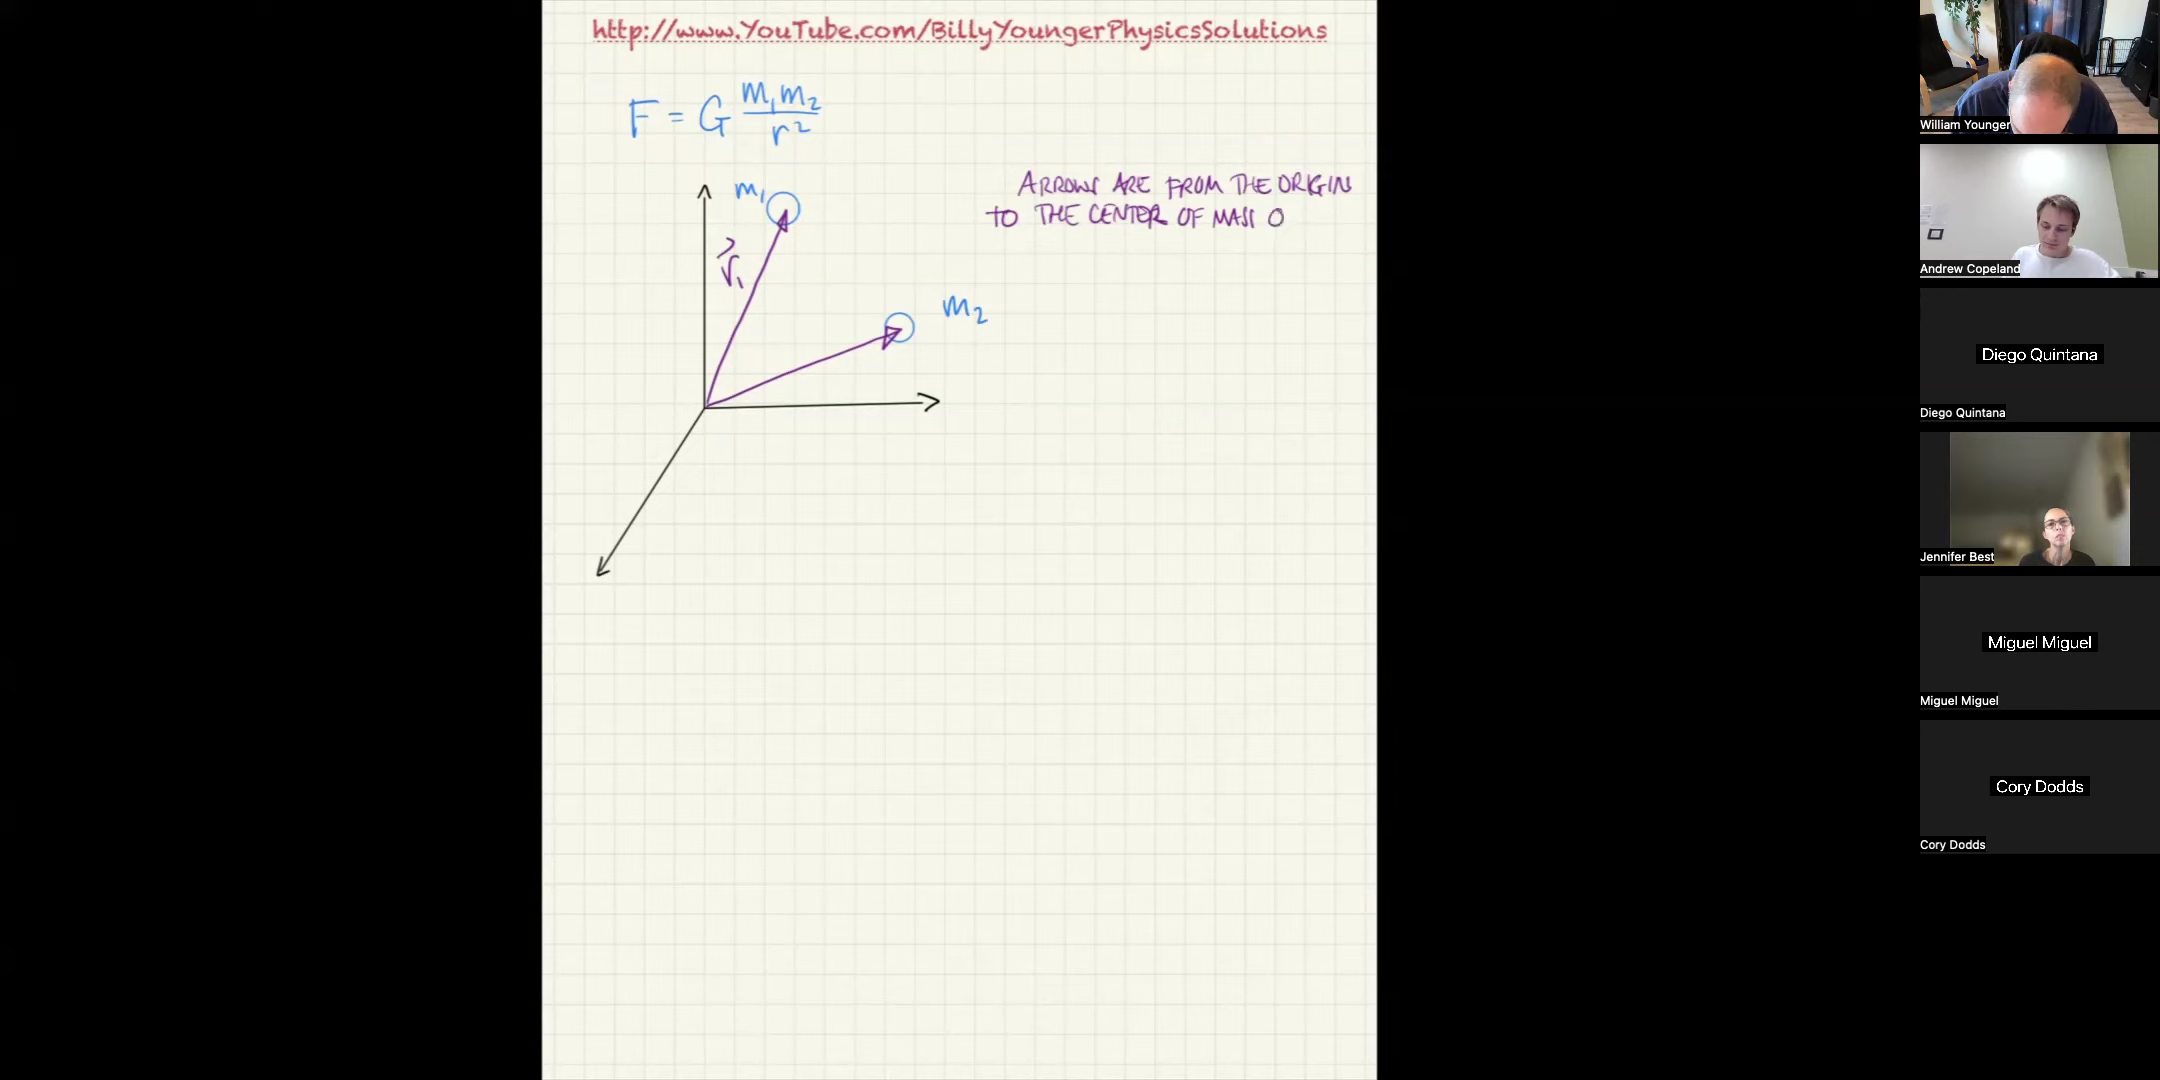 http://www.YouTube.com/BillyYoungerPhysicsSolutions
F = G m₁m₂/r²
m₁
ARROWS ARE FROM THE ORIGIN
TO THE CENTER OF MASS O
r⃗₁
m₂
William Younger
Andrew Copeland
Diego Quintana
Diego Quintana
Jennifer Best
Miguel Miguel
Miguel Miguel
Cory Dodds
Cory Dodds